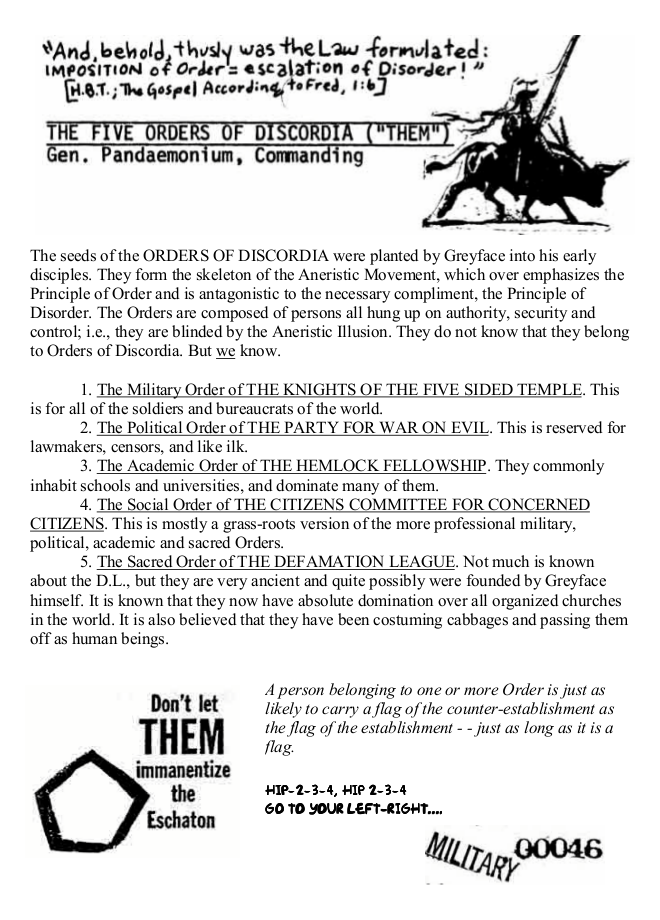 "And, behold, thusly was the Law formulated:
IMPOSITION of Order = escalation of Disorder!"
[H.B.T.; The Gospel According to Fred, 1:6]
THE FIVE ORDERS OF DISCORDIA ("THEM")
Gen. Pandaemonium, Commanding
The seeds of the ORDERS OF DISCORDIA were planted by Greyface into his early
disciples. They form the skeleton of the Aneristic Movement, which over emphasizes the
Principle of Order and is antagonistic to the necessary compliment, the Principle of
Disorder. The Orders are composed of persons all hung up on authority, security and
control; i.e., they are blinded by the Aneristic Illusion. They do not know that they belong
to Orders of Discordia. But we know.
1. The Military Order of THE KNIGHTS OF THE FIVE SIDED TEMPLE. This
is for all of the soldiers and bureaucrats of the world.
2. The Political Order of THE PARTY FOR WAR ON EVIL. This is reserved for
lawmakers, censors, and like ilk.
3. The Academic Order of THE HEMLOCK FELLOWSHIP. They commonly
inhabit schools and universities, and dominate many of them.
4. The Social Order of THE CITIZENS COMMITTEE FOR CONCERNED
CITIZENS. This is mostly a grass-roots version of the more professional military,
political, academic and sacred Orders.
5. The Sacred Order of THE DEFAMATION LEAGUE. Not much is known
about the D.L., but they are very ancient and quite possibly were founded by Greyface
himself. It is known that they now have absolute domination over all organized churches
in the world. It is also believed that they have been costuming cabbages and passing them
off as human beings.
Don't let
THEM
immanentize
the
Eschaton
A person belonging to one or more Order is just as
likely to carry a flag of the counter-establishment as
the flag of the establishment - - just as long as it is a
flag.
HIP-2-3-4, HIP 2-3-4
GO TO YOUR LEFT-RIGHT....
MILITARY 00046